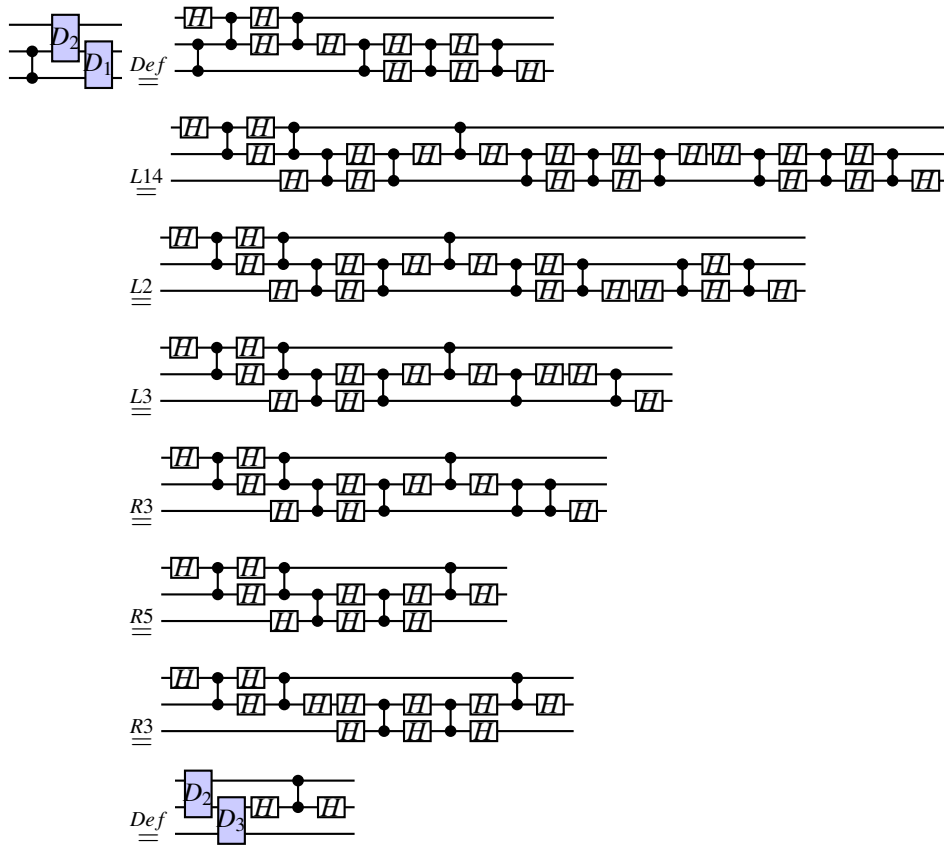 H H
D₂ H H H H
D₁ Def = H H H
H H
H H H H H H H H H H
L14 = H H H H H H H
H H
H H H H H H
L2 = H H H H H H H
H H
H H H H H H
L3 = H H H
H H
H H H H
R3 = H H H
H H
H H H
R5 = H H H
H H
H H H H H H
R3 = H H H
D₂ H H
Def = D₃